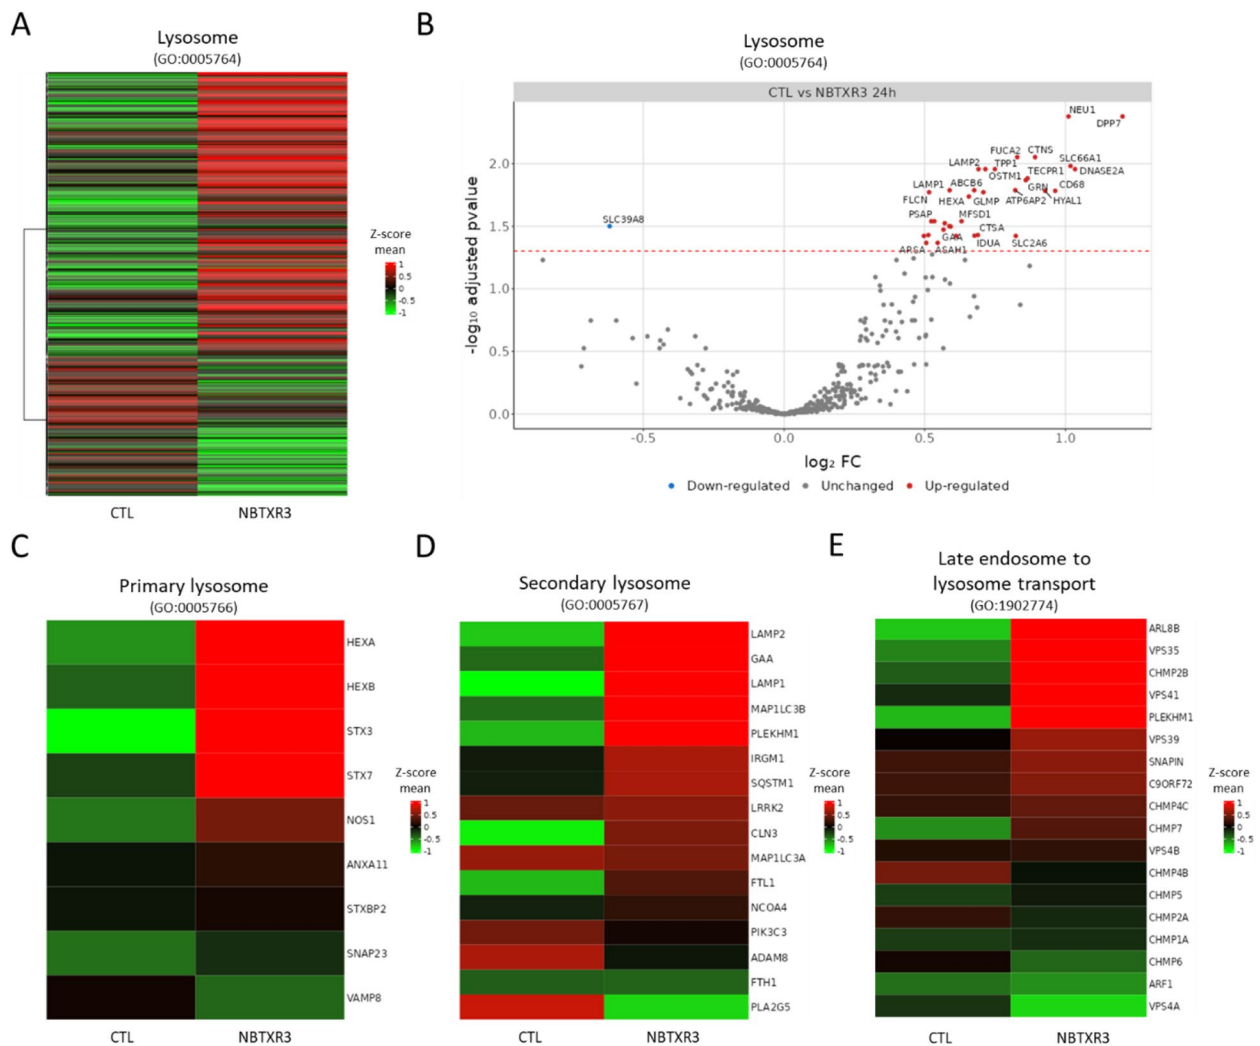 A
Lysosome
(GO:0005764)
Z-score
mean
1
0.5
0
-0.5
-1
CTL
NBTXR3
B
Lysosome
(GO:0005764)
CTL vs NBTXR3 24h
-log₁₀ adjusted pvalue
2.0
1.5
1.0
0.5
0.0
NEU1
DPP7
FUCA2
CTNS
SLC66A1
LAMP2
TPP1
TECPR1
DNASE2A
OSTM1
LAMP1
ABCB6
GRN
CD68
FLCN
HEXA
GLMP
ATP6AP2
HYAL1
PSAP
MFSD1
SLC39A8
CTSA
GAA
ARSA
ASAH1
IDUA
SLC2A6
-0.5
0.0
0.5
1.0
log₂ FC
Down-regulated
Unchanged
Up-regulated
C
Primary lysosome
(GO:0005766)
HEXA
HEXB
STX3
STX7
NOS1
ANXA11
STXBP2
SNAP23
VAMP8
CTL
NBTXR3
Z-score
mean
1
0.5
0
-0.5
-1
D
Secondary lysosome
(GO:0005767)
LAMP2
GAA
LAMP1
MAP1LC3B
PLEKHM1
IRGM1
SQSTM1
LRRK2
CLN3
MAP1LC3A
FTL1
NCOA4
PIK3C3
ADAM8
FTH1
PLA2G5
CTL
NBTXR3
Z-score
mean
1
0.5
0
-0.5
-1
E
Late endosome to
lysosome transport
(GO:1902774)
ARL8B
VPS35
CHMP2B
VPS41
PLEKHM1
VPS39
SNAPIN
C9ORF72
CHMP4C
CHMP7
VPS4B
CHMP4B
CHMP5
CHMP2A
CHMP1A
CHMP6
ARF1
VPS4A
CTL
NBTXR3
Z-score
mean
1
0.5
0
-0.5
-1